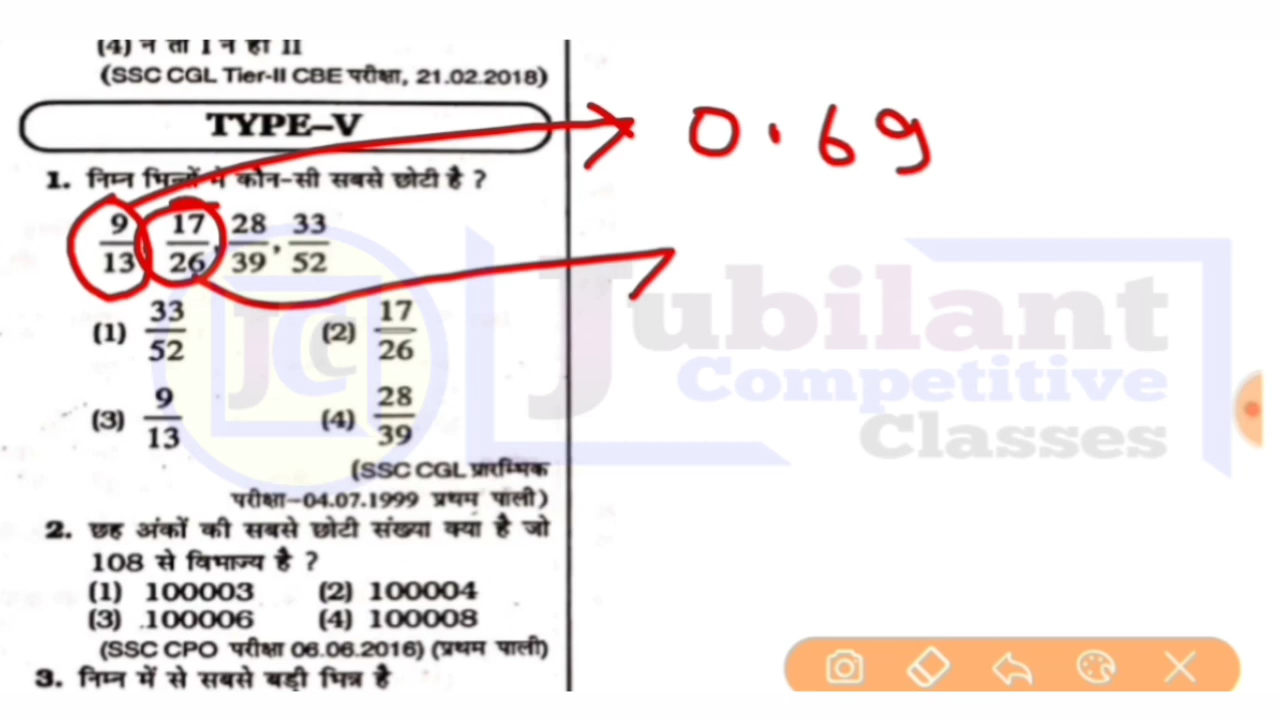 (4) न तो I न ही II
(SSC CGL Tier-II CBE परीक्षा, 21.02.2018)
TYPE–V
1. निम्न भिन्नों में कौन-सी सबसे छोटी है ?
9/13, 17/26, 28/39, 33/52
(1) 33/52 (2) 17/26
(3) 9/13 (4) 28/39
(SSC CGL प्रारम्भिक
परीक्षा–04.07.1999 प्रथम पाली)
2. छह अंकों की सबसे छोटी संख्या क्या है जो
108 से विभाज्य है ?
(1) 100003 (2) 100004
(3) 100006 (4) 100008
(SSC CPO परीक्षा 06.06.2016) (प्रथम पाली)
3. निम्न में से सबसे बड़ी भिन्न है
0.69
JC
Jubilant
Competitive
Classes